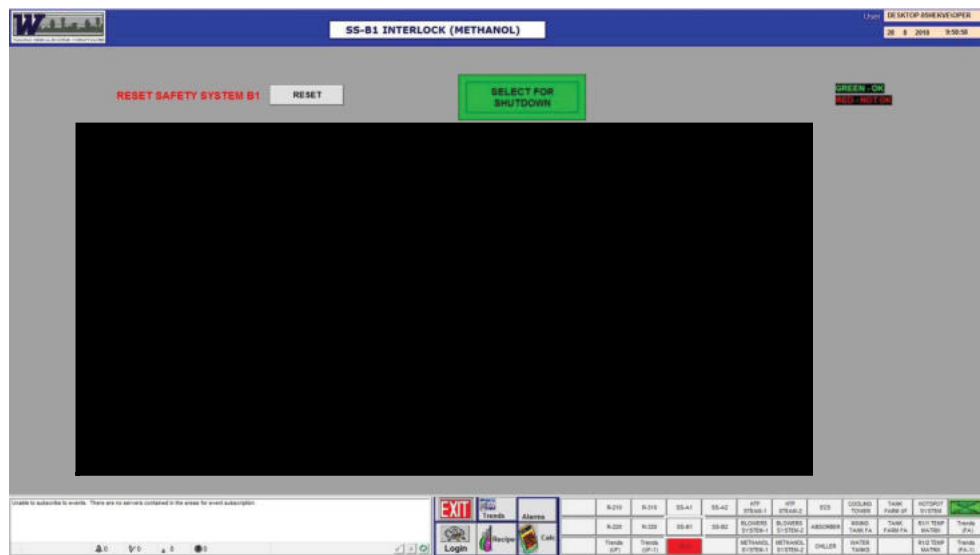 User
DESKTOP-
SS-B1 INTERLOCK (METHANOL)
28 8 2018 9:50:58
RESET SAFETY SYSTEM B1
RESET
SELECT FOR
SHUTDOWN
GREEN - OK
RED - NOT OK
Unable to subscribe to events. There are no servers contained in the areas for event subscription.
EXIT
Trends
Alarms
Login
Recipe
Calc
R-210 R-310 SS-A1 SS-A2 HTF STEAM-1 HTF STEAM-2 ECS COOLING TOWER TANK FARM UF HOTSPOT SYSTEM
R-220 R-320 SS-B1 SS-B2 BLOWERS SYSTEM-1 BLOWERS SYSTEM-2 ABSORBER MIXING TANK FA TANK FARM FA R1/1 TEMP MATRIX Trends (FA)
Trends (UF) Trends (UF-1) METHANOL SYSTEM-1 METHANOL SYSTEM-2 CHILLER WATER TANKS R1/2 TEMP MATRIX Trends